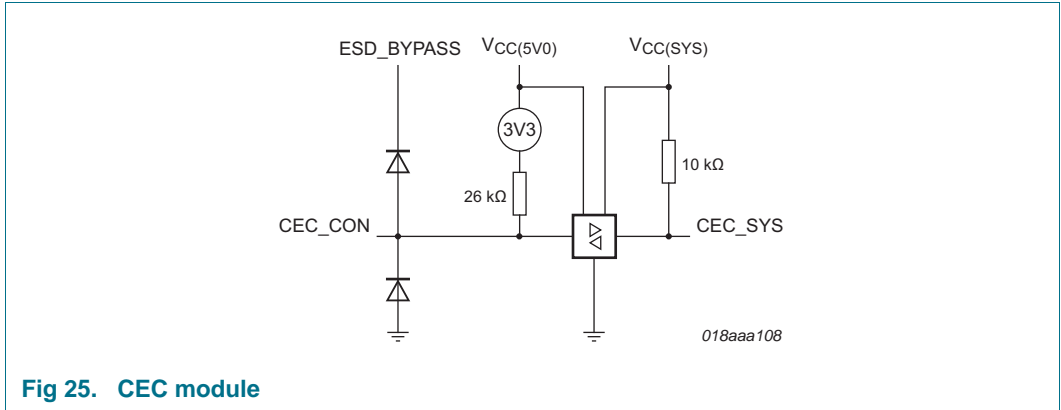 ESD_BYPASS
VCC(5V0)
VCC(SYS)
3V3
10 kΩ
26 kΩ
CEC_CON
CEC_SYS
018aaa108
Fig 25. CEC module